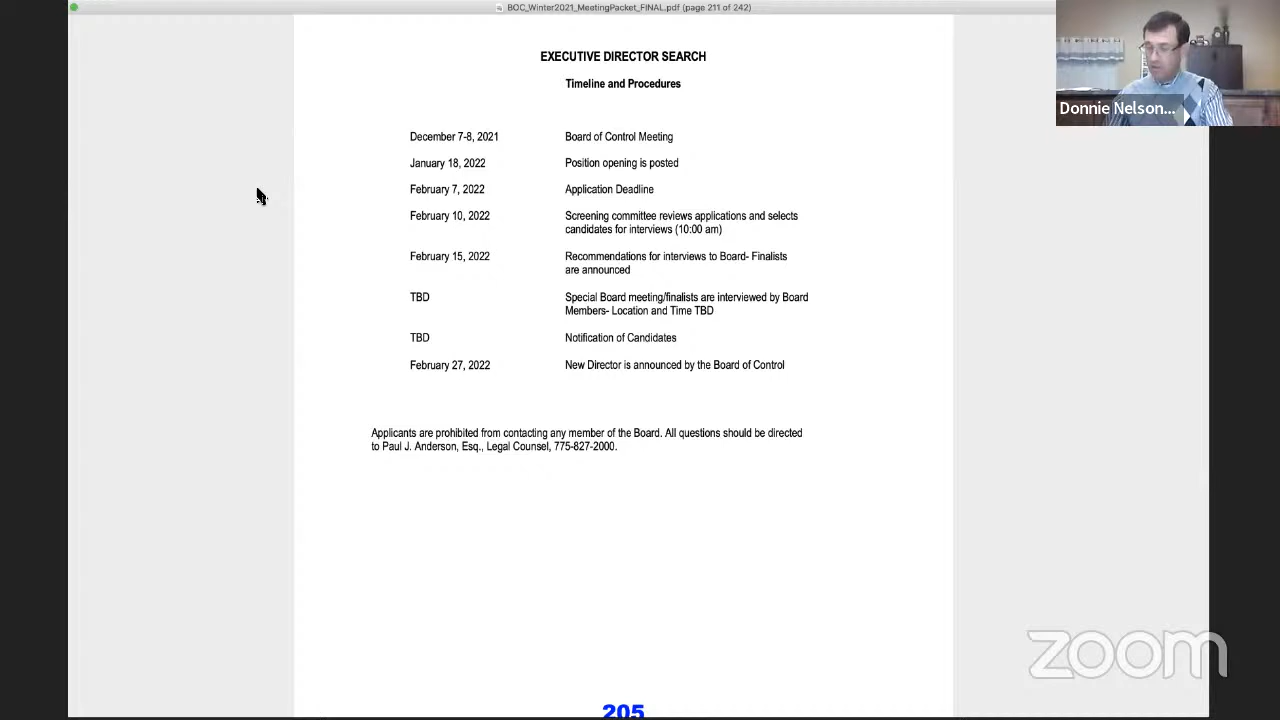 BOC_Winter2021_MeetingPacket_FINAL.pdf (page 211 of 242)
EXECUTIVE DIRECTOR SEARCH
Timeline and Procedures
December 7-8, 2021 Board of Control Meeting
January 18, 2022 Position opening is posted
February 7, 2022 Application Deadline
February 10, 2022 Screening committee reviews applications and selects
candidates for interviews (10:00 am)
February 15, 2022 Recommendations for interviews to Board- Finalists
are announced
TBD Special Board meeting/finalists are interviewed by Board
Members- Location and Time TBD
TBD Notification of Candidates
February 27, 2022 New Director is announced by the Board of Control
Applicants are prohibited from contacting any member of the Board. All questions should be directed
to Paul J. Anderson, Esq., Legal Counsel, 775-827-2000.
205
Donnie Nelson...
zoom